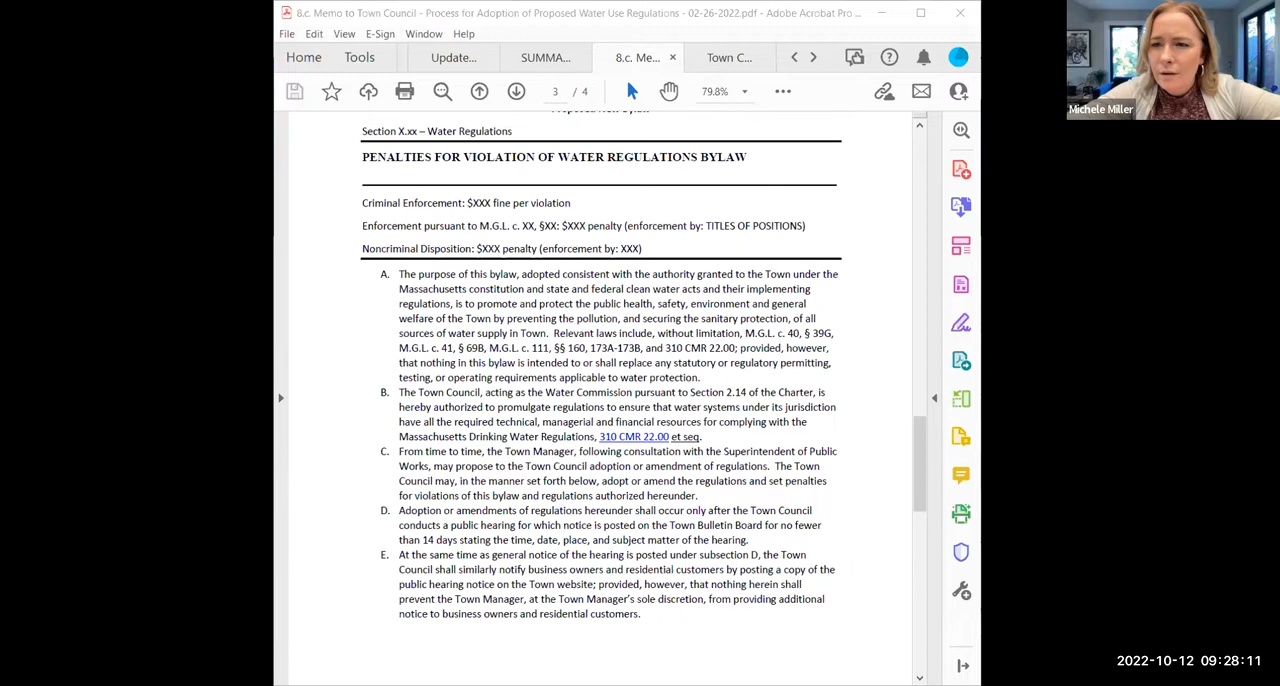 8.c. Memo to Town Council - Process for Adoption of Proposed Water Use Regulations - 02-26-2022.pdf - Adobe Acrobat Pro ...
File Edit View E-Sign Window Help
Home Tools Update... SUMMA... 8.c. Me... × Town C...
3 / 4 79.8%
Section X.xx – Water Regulations
PENALTIES FOR VIOLATION OF WATER REGULATIONS BYLAW
Criminal Enforcement: $XXX fine per violation
Enforcement pursuant to M.G.L. c. XX, §XX: $XXX penalty (enforcement by: TITLES OF POSITIONS)
Noncriminal Disposition: $XXX penalty (enforcement by: XXX)
A. The purpose of this bylaw, adopted consistent with the authority granted to the Town under the
Massachusetts constitution and state and federal clean water acts and their implementing
regulations, is to promote and protect the public health, safety, environment and general
welfare of the Town by preventing the pollution, and securing the sanitary protection, of all
sources of water supply in Town. Relevant laws include, without limitation, M.G.L. c. 40, § 39G,
M.G.L. c. 41, § 69B, M.G.L. c. 111, §§ 160, 173A-173B, and 310 CMR 22.00; provided, however,
that nothing in this bylaw is intended to or shall replace any statutory or regulatory permitting,
testing, or operating requirements applicable to water protection.
B. The Town Council, acting as the Water Commission pursuant to Section 2.14 of the Charter, is
hereby authorized to promulgate regulations to ensure that water systems under its jurisdiction
have all the required technical, managerial and financial resources for complying with the
Massachusetts Drinking Water Regulations, 310 CMR 22.00 et seq.
C. From time to time, the Town Manager, following consultation with the Superintendent of Public
Works, may propose to the Town Council adoption or amendment of regulations. The Town
Council may, in the manner set forth below, adopt or amend the regulations and set penalties
for violations of this bylaw and regulations authorized hereunder.
D. Adoption or amendments of regulations hereunder shall occur only after the Town Council
conducts a public hearing for which notice is posted on the Town Bulletin Board for no fewer
than 14 days stating the time, date, place, and subject matter of the hearing.
E. At the same time as general notice of the hearing is posted under subsection D, the Town
Council shall similarly notify business owners and residential customers by posting a copy of the
public hearing notice on the Town website; provided, however, that nothing herein shall
prevent the Town Manager, at the Town Manager's sole discretion, from providing additional
notice to business owners and residential customers.
Michele Miller
2022-10-12 09:28:11